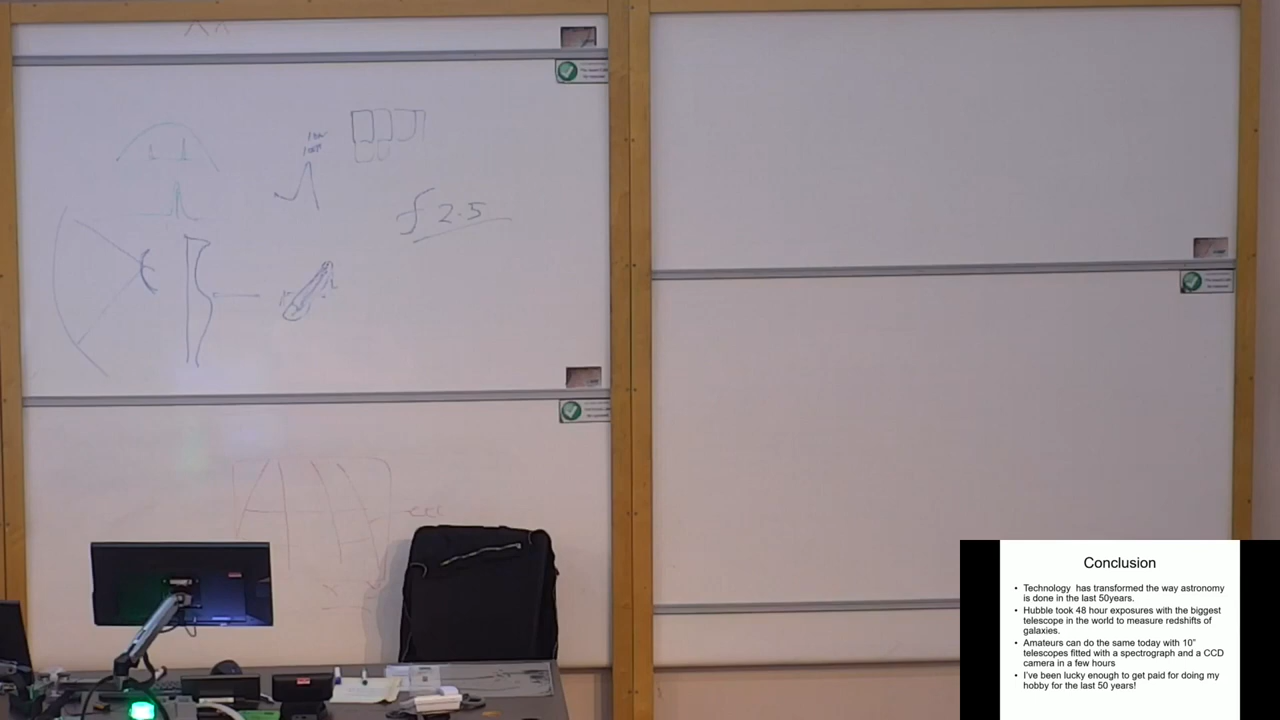 f 2.5
Conclusion
• Technology has transformed the way astronomy
is done in the last 50years.
• Hubble took 48 hour exposures with the biggest
telescope in the world to measure redshifts of
galaxies.
• Amateurs can do the same today with 10"
telescopes fitted with a spectrograph and a CCD
camera in a few hours
• I've been lucky enough to get paid for doing my
hobby for the last 50 years!